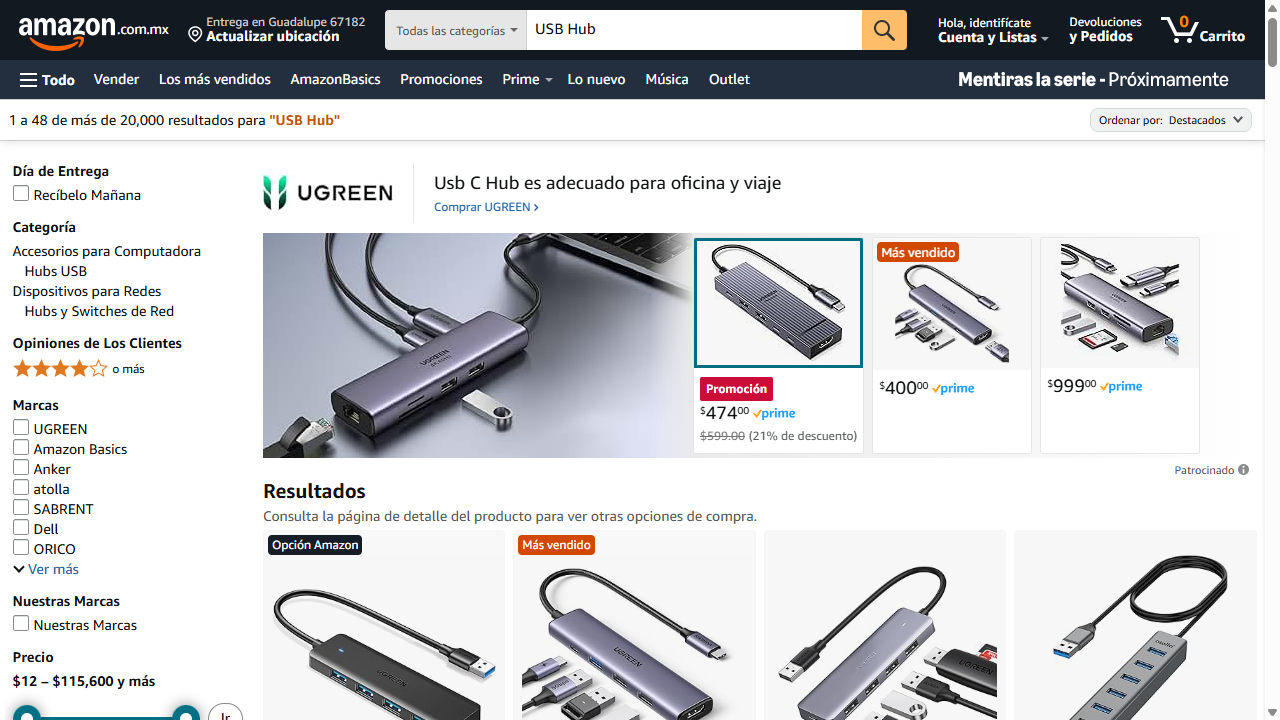 amazon.com.mx
Entrega en Guadalupe 67182
Actualizar ubicación
Todas las categorías
USB Hub
Hola, identifícate
Cuenta y Listas
Devoluciones
y Pedidos
0
Carrito
Todo
Vender
Los más vendidos
AmazonBasics
Promociones
Prime
Lo nuevo
Música
Outlet
Mentiras la serie - Próximamente
1 a 48 de más de 20,000 resultados para "USB Hub"
Ordenar por: Destacados
Día de Entrega
Recíbelo Mañana
Categoría
Accesorios para Computadora
Hubs USB
Dispositivos para Redes
Hubs y Switches de Red
Opiniones de Los Clientes
o más
Marcas
UGREEN
Amazon Basics
Anker
atolla
SABRENT
Dell
ORICO
Ver más
Nuestras Marcas
Nuestras Marcas
Precio
$12 – $115,600 y más
Ir
UGREEN
Usb C Hub es adecuado para oficina y viaje
Comprar UGREEN ›
UGREEN
Promoción
$474.00 prime
$599.00 (21% de descuento)
Más vendido
$400.00 prime
$999.00 prime
Patrocinado
Resultados
Consulta la página de detalle del producto para ver otras opciones de compra.
Opción Amazon
UGREEN
Más vendido
UGREEN